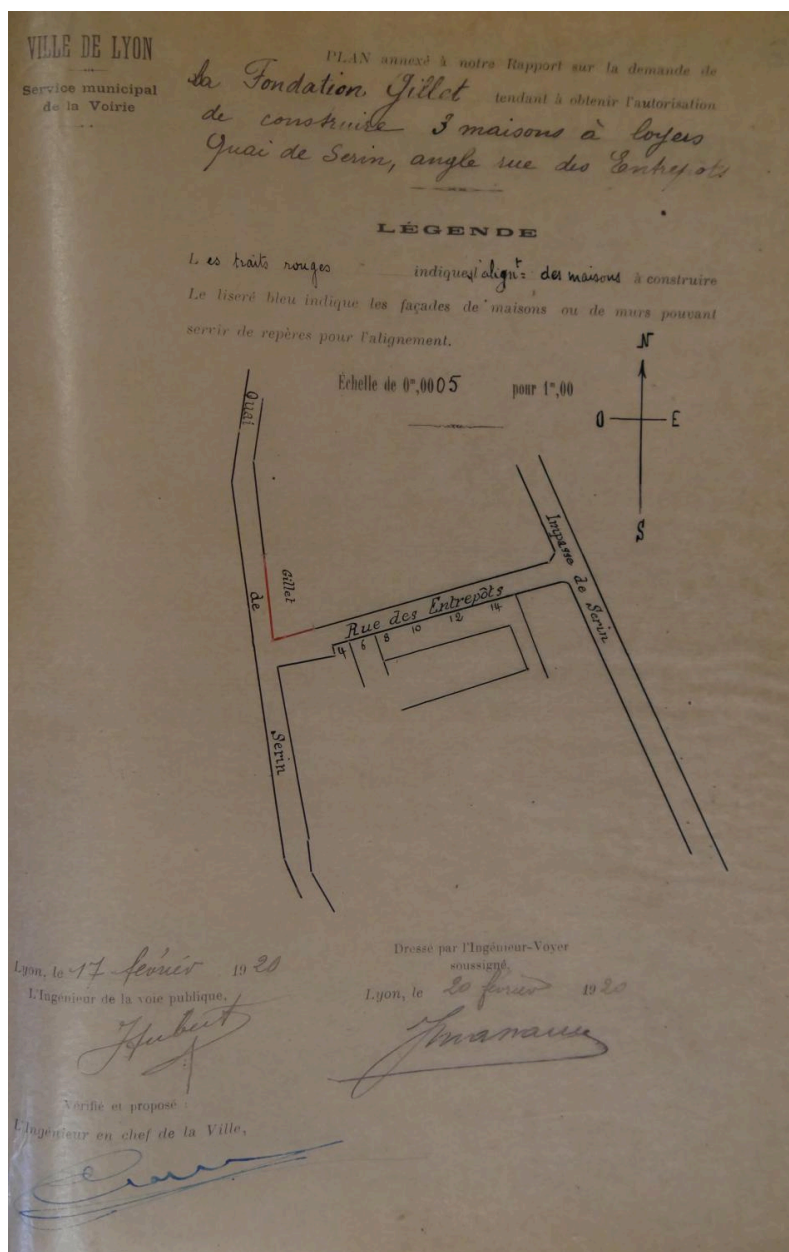 VILLE DE LYON
Service municipal
de la Voirie
PLAN annexé à notre Rapport sur la demande de
la Fondation Gillet tendant à obtenir l'autorisation
de construire 3 maisons à loyers
Quai de Serin, angle rue des Entrepots
LÉGENDE
Les traits rouges indique l'alignt= des maisons à construire
Le liseré bleu indique les façades de maisons ou de murs pouvant
servir de repères pour l'alignement.
Échelle de 0m,0005 pour 1m,00
N
O E
S
Quai
de
Serin
Gillet
Impasse de Serin
Rue des Entrepôts
4 6 8 10 12 14
Lyon, le 17 février 1920
L'Ingénieur de la voie publique,
Hubert
Dressé par l'Ingénieur-Voyer
soussigné,
Lyon, le 20 février 1920
Vérifié et proposé :
L'Ingénieur en chef de la Ville,